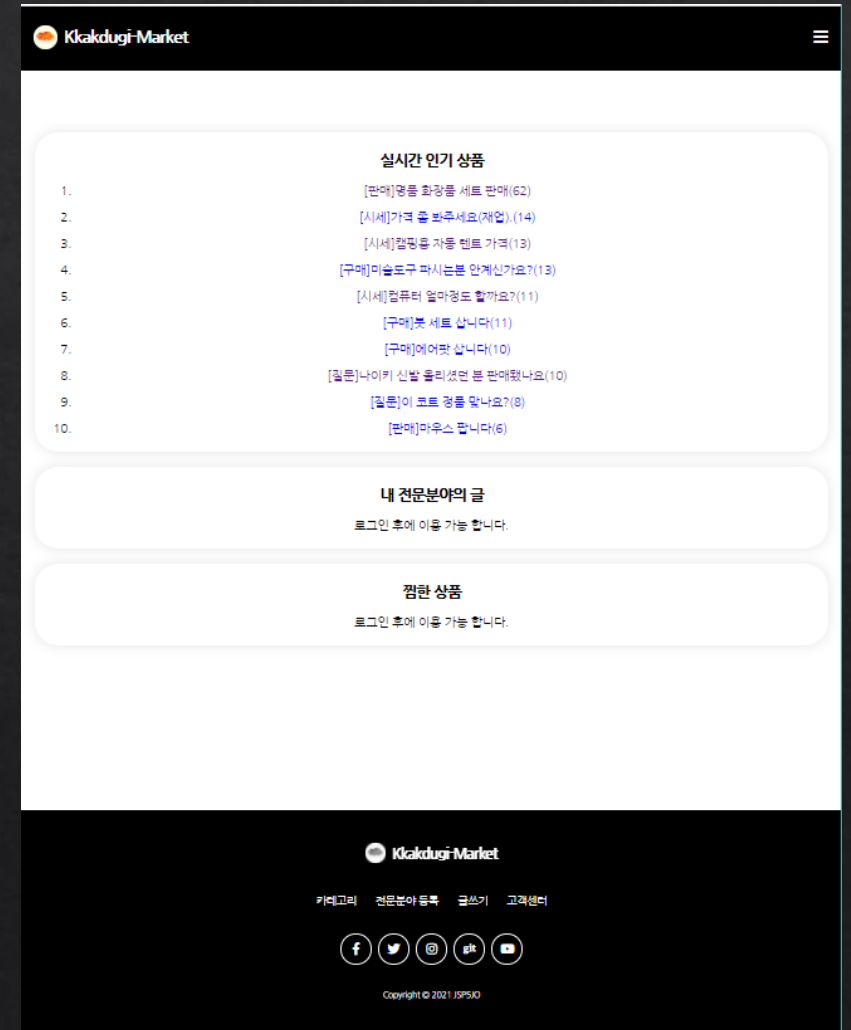 Kkakdugi-Market
실시간 인기 상품
1. [판매]명품 화장품 세트 판매(62)
2. [시세]가격 좀 봐주세요(재업).(14)
3. [시세]캠핑용 자동 텐트 가격(13)
4. [구매]미술도구 파시는분 안계신가요?(13)
5. [시세]컴퓨터 얼마정도 할까요?(11)
6. [구매]붓 세트 삽니다(11)
7. [구매]에어팟 삽니다(10)
8. [질문]나이키 신발 올리셨던 분 판매됐나요(10)
9. [질문]이 코트 정품 맞나요?(8)
10. [판매]마우스 팝니다(6)
내 전문분야의 글
로그인 후에 이용 가능 합니다.
찜한 상품
로그인 후에 이용 가능 합니다.
Kkakdugi-Market
카테고리 전문분야 등록 글쓰기 고객센터
git
Copyright © 2021 JSP5JO